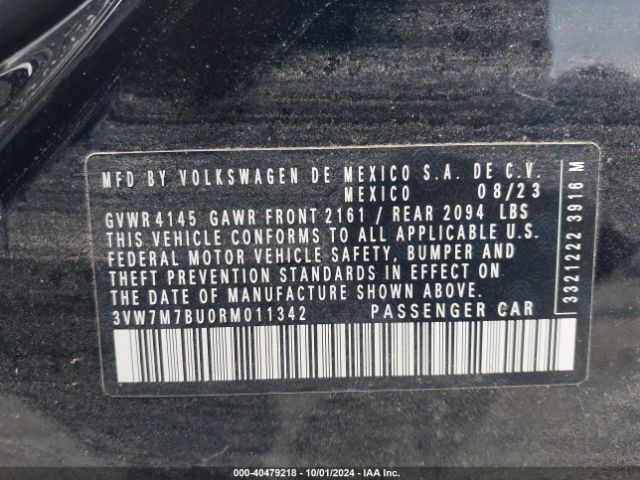 MFD BY VOLKSWAGEN DE MEXICO S.A. DE C.V.
MEXICO 08/23
GVWR 4145 GAWR FRONT 2161 / REAR 2094 LBS
THIS VEHICLE CONFORMS TO ALL APPLICABLE U.S.
FEDERAL MOTOR VEHICLE SAFETY, BUMPER AND
THEFT PREVENTION STANDARDS IN EFFECT ON
THE DATE OF MANUFACTURE SHOWN ABOVE.
3VW7M7BU0RM011342 PASSENGER CAR
3321222 3916 M
© - 40479218 - 10/01/2024 - IAA Inc.